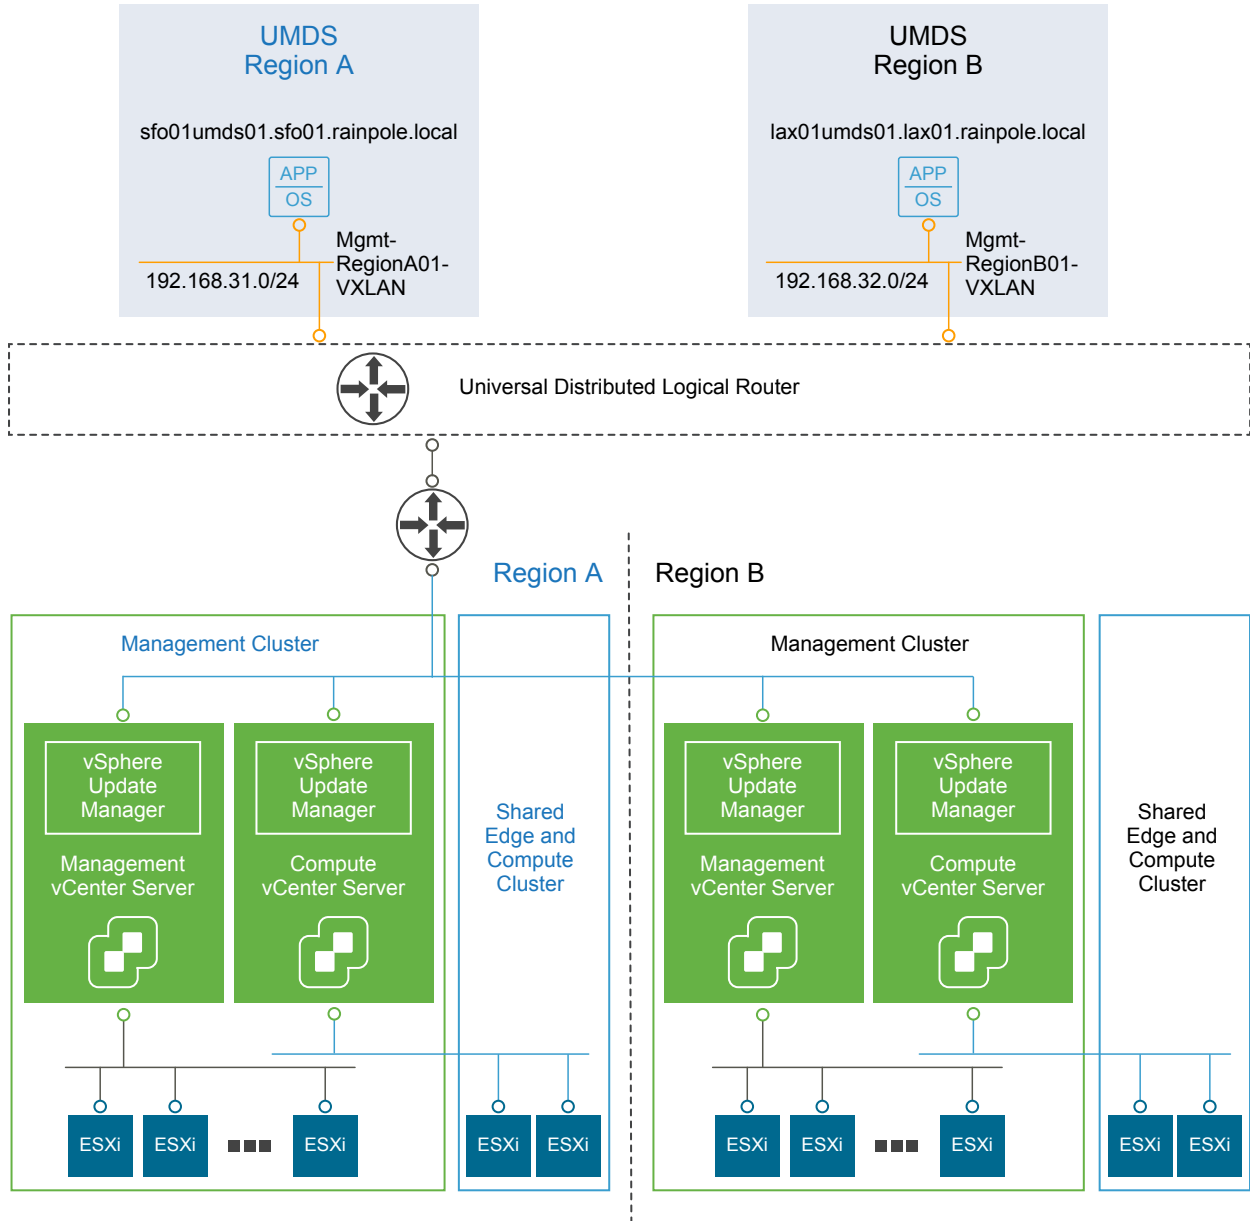 UMDS
Region A
sfo01umds01.sfo01.rainpole.local
APP
OS
Mgmt-
RegionA01-
VXLAN
192.168.31.0/24
UMDS
Region B
lax01umds01.lax01.rainpole.local
APP
OS
Mgmt-
RegionB01-
VXLAN
192.168.32.0/24
Universal Distributed Logical Router
Region A
Region B
Management Cluster
vSphere
Update
Manager
Management
vCenter Server
vSphere
Update
Manager
Compute
vCenter Server
Shared
Edge and
Compute
Cluster
ESXi
ESXi
ESXi
ESXi
ESXi
Management Cluster
vSphere
Update
Manager
Management
vCenter Server
vSphere
Update
Manager
Compute
vCenter Server
Shared
Edge and
Compute
Cluster
ESXi
ESXi
ESXi
ESXi
ESXi